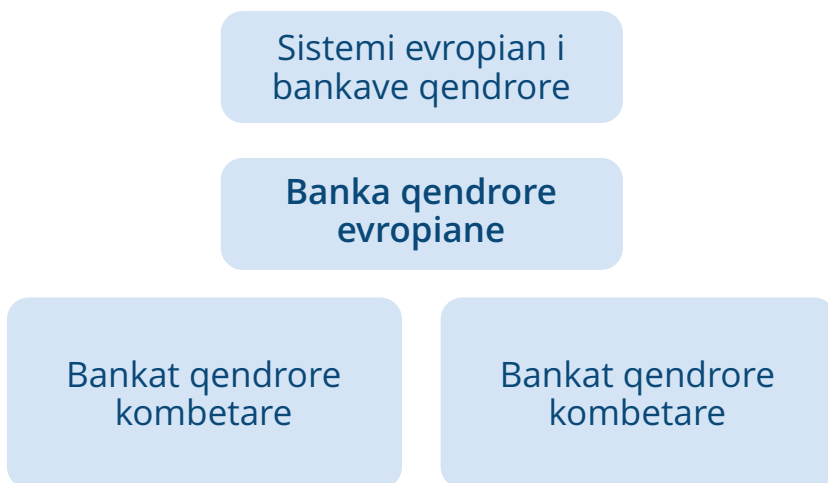 Sistemi evropian i
bankave qendrore
Banka qendrore
evropiane
Bankat qendrore
kombetare
Bankat qendrore
kombetare